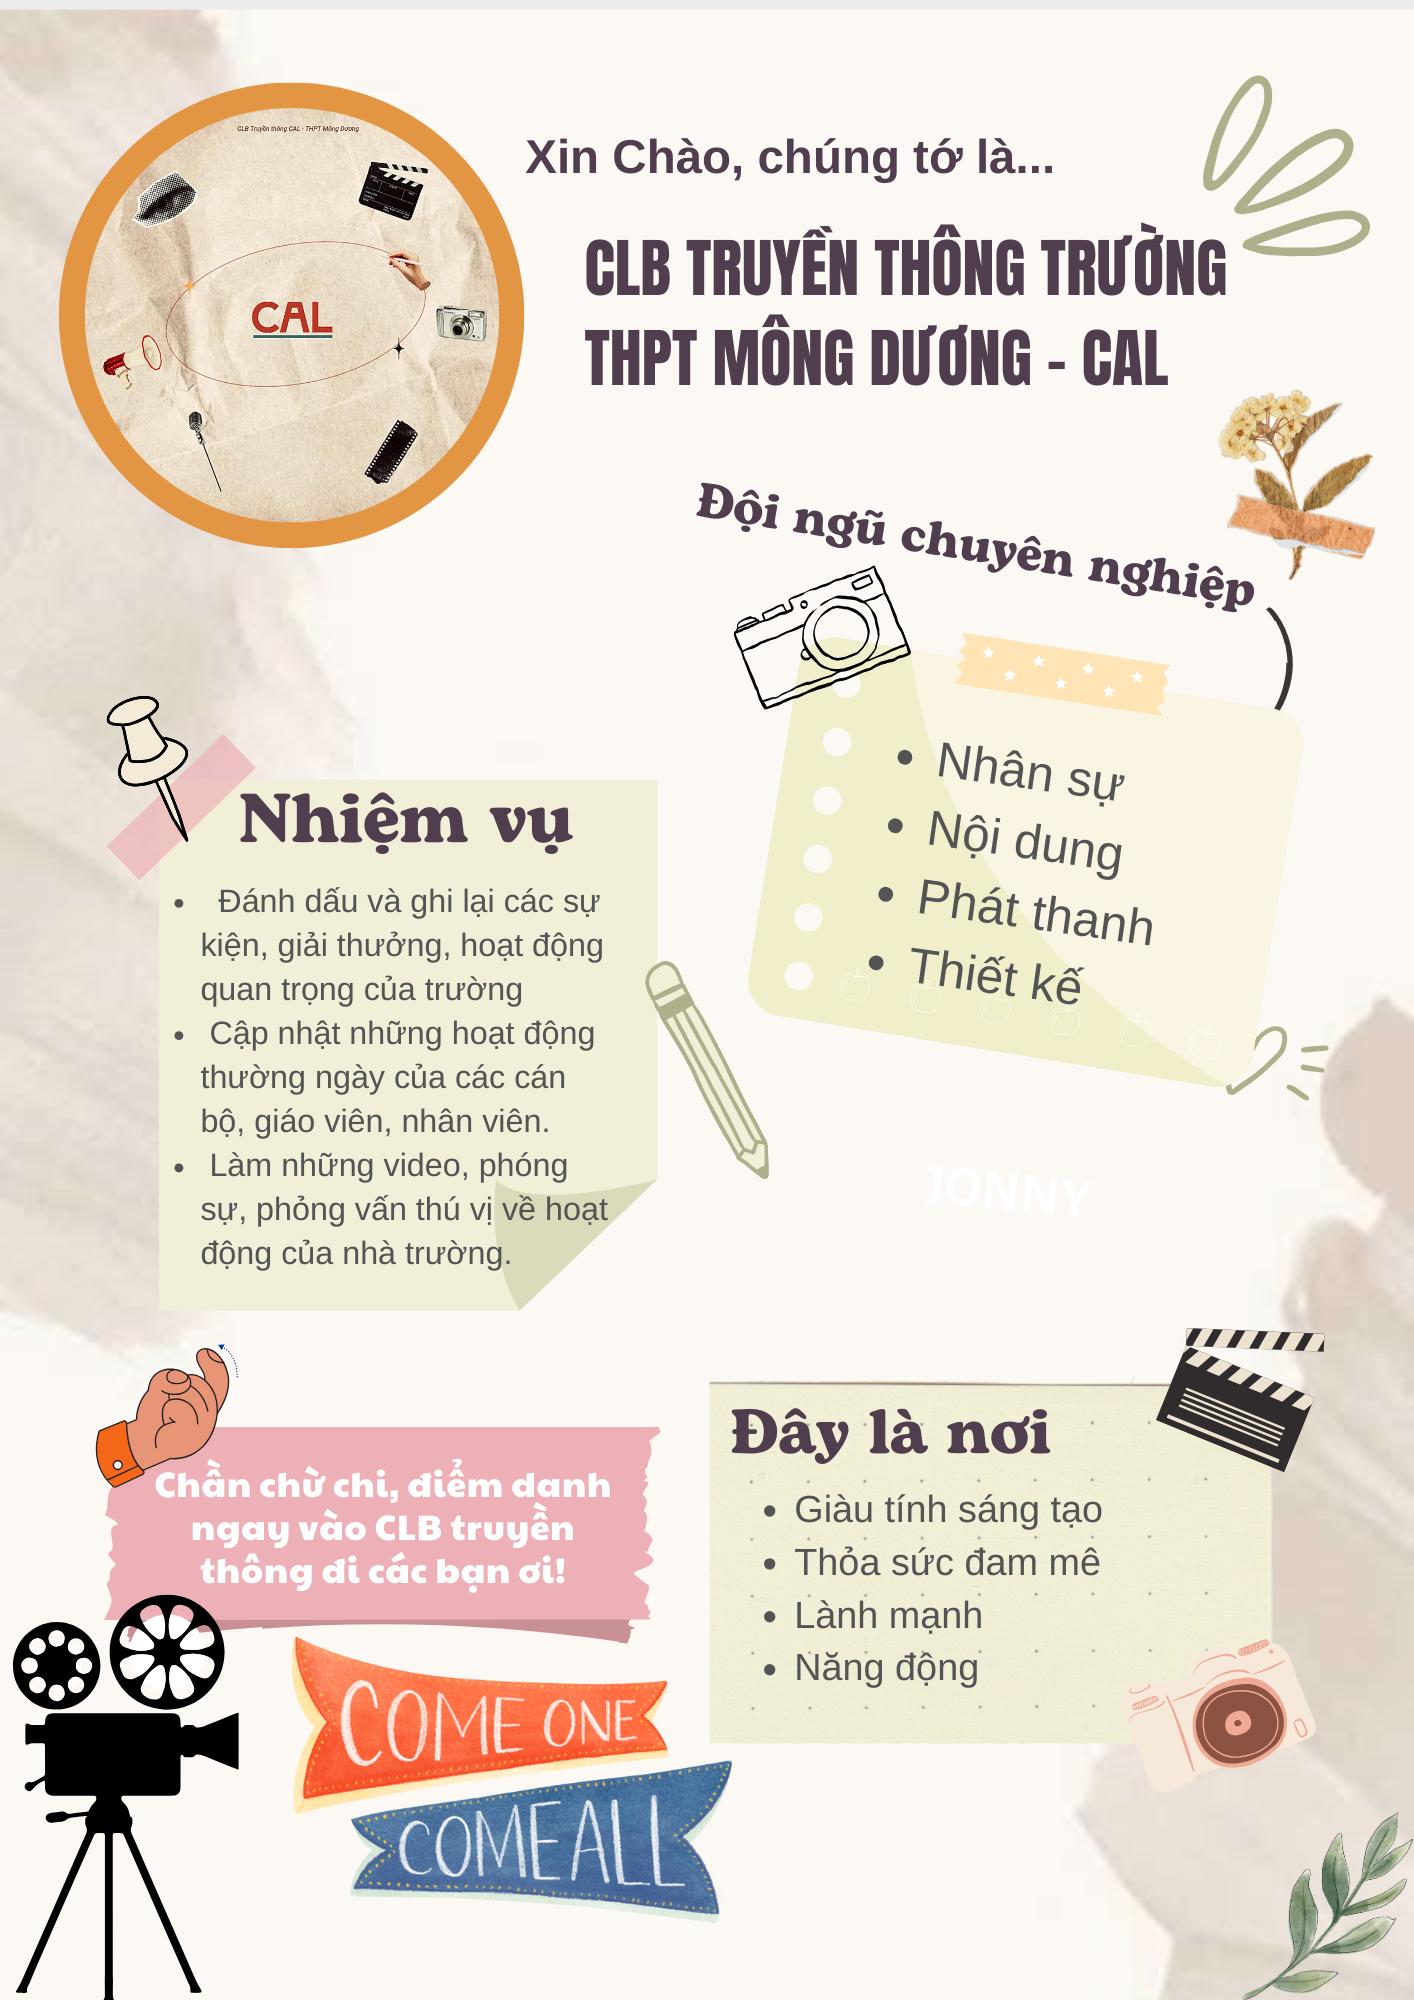 CLB Truyền thông CAL - THPT Mông Dương
CAL
Xin Chào, chúng tớ là...
CLB TRUYỀN THÔNG TRƯỜNG
THPT MÔNG DƯƠNG - CAL
Đội ngũ chuyên nghiệp
• Nhân sự
• Nội dung
• Phát thanh
• Thiết kế
Nhiệm vụ
• Đánh dấu và ghi lại các sự
kiện, giải thưởng, hoạt động
quan trọng của trường
• Cập nhật những hoạt động
thường ngày của các cán
bộ, giáo viên, nhân viên.
• Làm những video, phóng
sự, phỏng vấn thú vị về hoạt
động của nhà trường.
JONNY
Chần chừ chi, điểm danh
ngay vào CLB truyền
thông đi các bạn ơi!
Đây là nơi
• Giàu tính sáng tạo
• Thỏa sức đam mê
• Lành mạnh
• Năng động
COME ONE
COME ALL